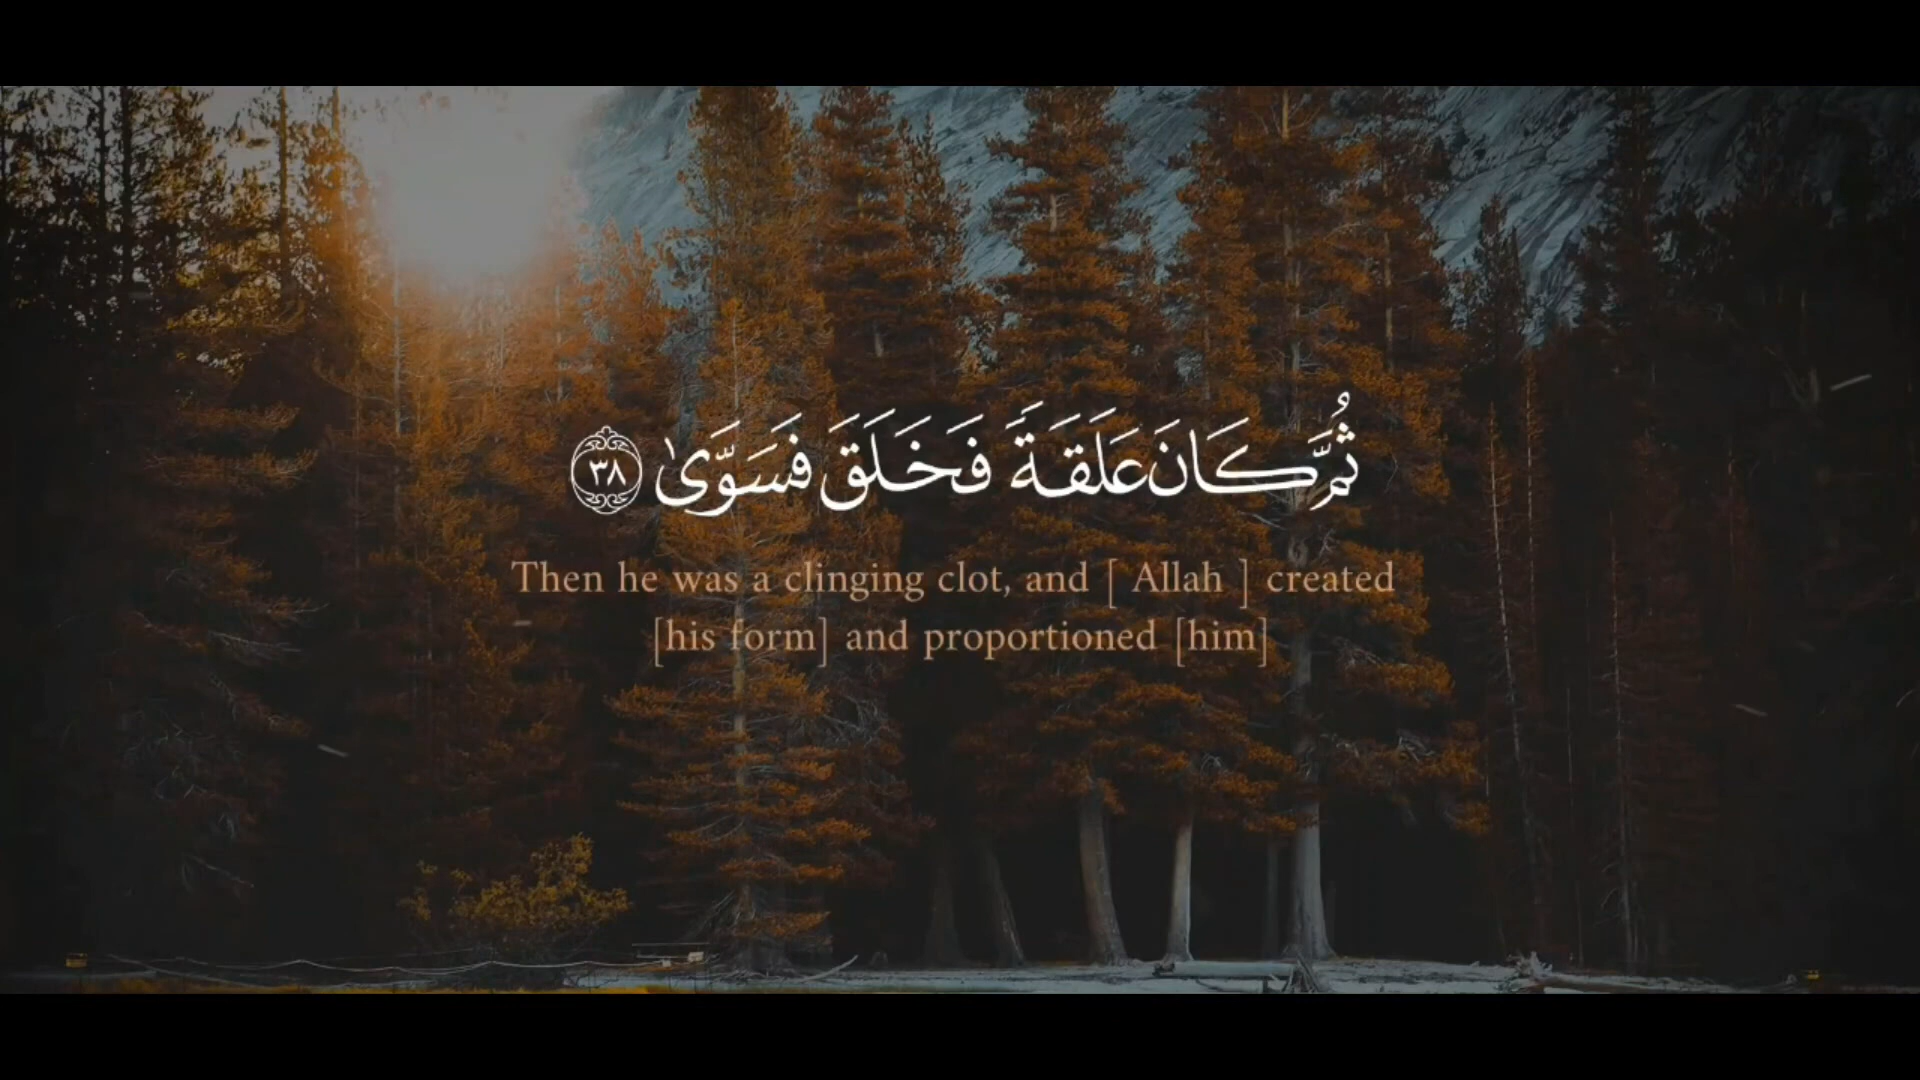 ثُمَّ كَانَ عَلَقَةً فَخَلَقَ فَسَوَّىٰ ٣٨
Then he was a clinging clot, and [ Allah ] created
[his form] and proportioned [him]